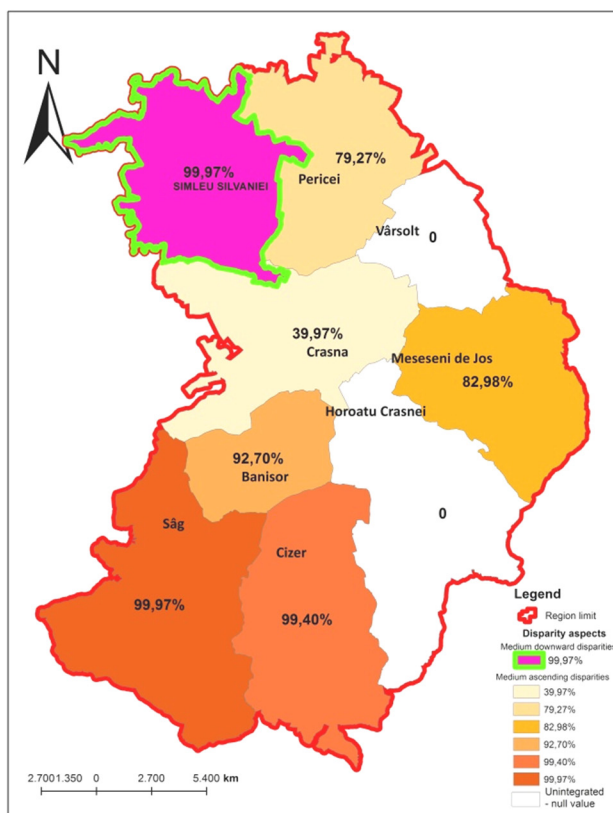 N
99,97%
SIMLEU SILVANIEI
79,27%
Pericei
Vârsolt
0
39,97%
Crasna
Meseseni de Jos
82,98%
Horoatu Crasnei
92,70%
Banisor
Sâg
0
Cizer
99,97%
99,40%
Legend
Region limit
Disparity aspects
Medium downward disparities
99,97%
Medium ascending disparities
39,97%
79,27%
82,98%
92,70%
99,40%
99,97%
Unintegrated
- null value
2.7001.350 0 2.700 5.400 km